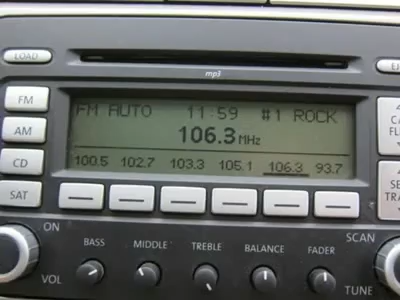 LOAD
mp3
FM
AM
CD
SAT
FM AUTO 11:59 #1 ROCK
106.3 MHz
100.5 102.7 103.3 105.1 106.3 93.7
ON
BASS MIDDLE TREBLE BALANCE FADER
SCAN
VOL
TUNE